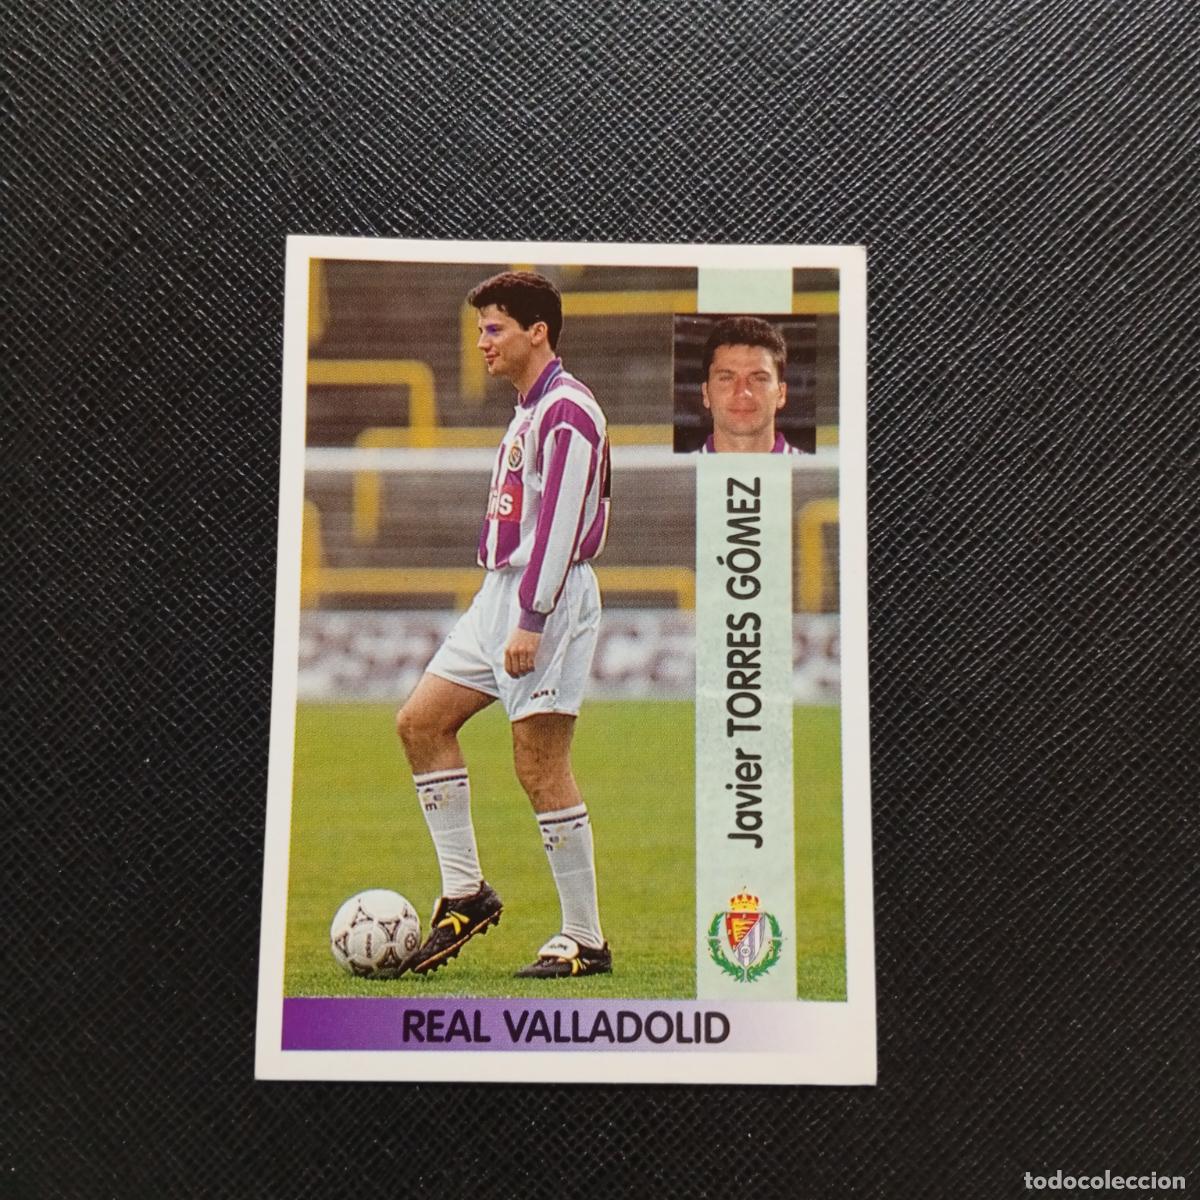 Javier TORRES GÓMEZ
REAL VALLADOLID
todocoleccion